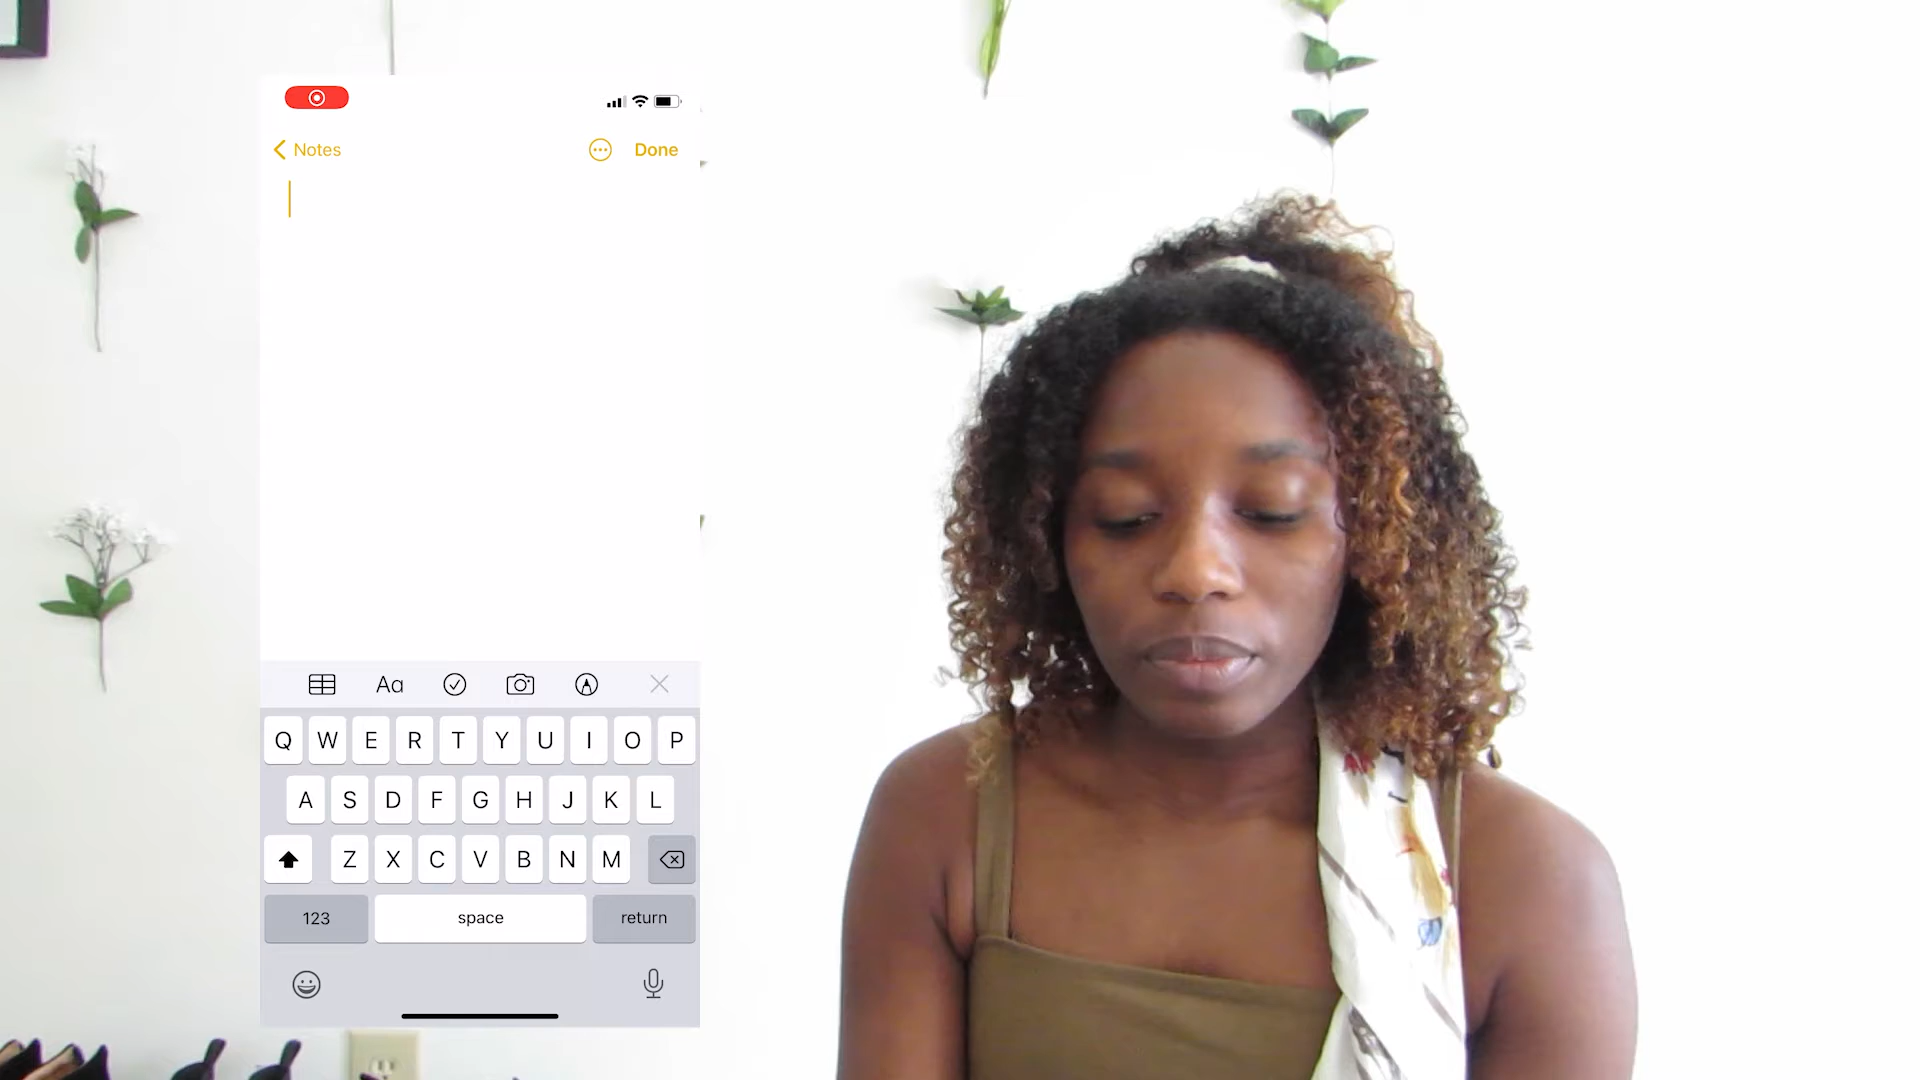 Notes Done
Aa
Q W E R T Y U I O P
A S D F G H J K L
Z X C V B N M
123 space return